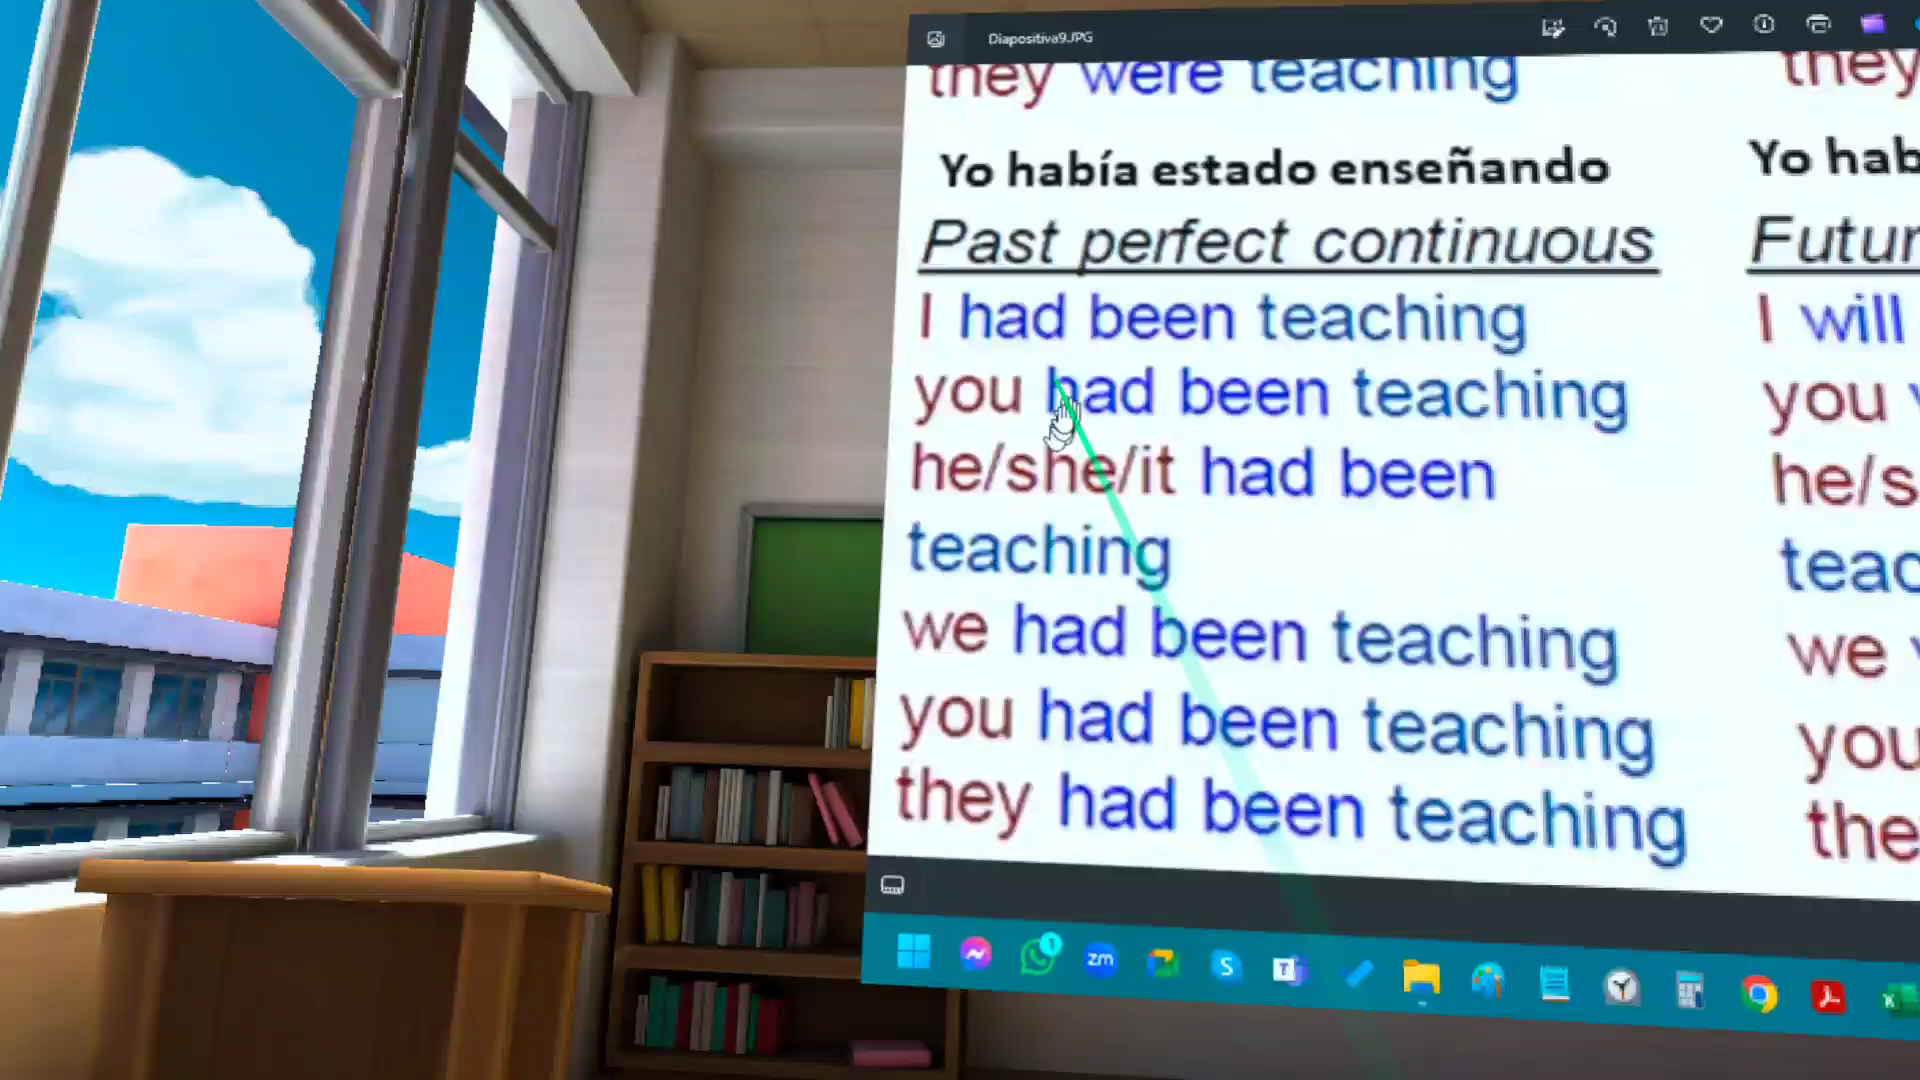 Diapositiva9.JPG
they were teaching
they
Yo había estado enseñando
Yo hab
Past perfect continuous
Futur
I had been teaching
I will
you had been teaching
you
he/she/it had been
he/s
teaching
teac
we had been teaching
we
you had been teaching
you
they had been teaching
the
1
zm
S
T